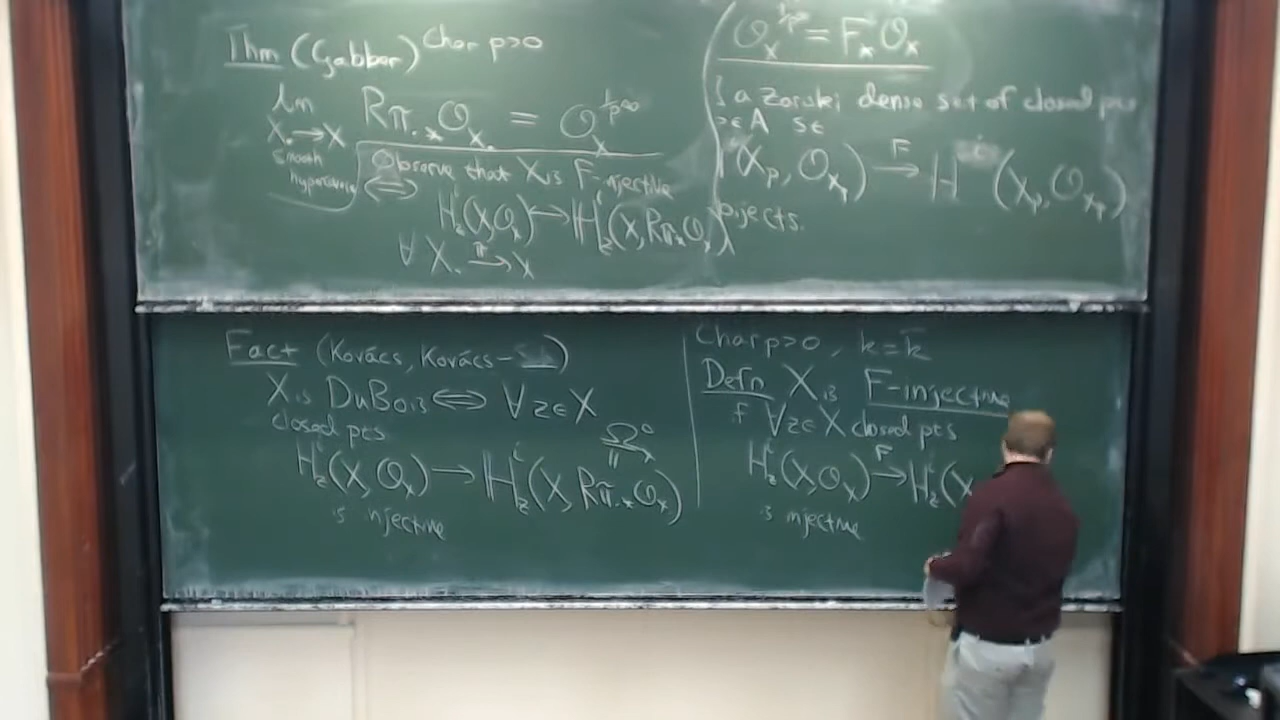 Thm (Gabber) Char p>0
lim Rπ.⁎O_X. = O_X^{1/p^∞}
X.→X
smooth
hypercover
Observe that X is F-injective
⟺
H^i_z(X,O_X) ↪ ℍ^i_z(X,Rπ.⁎O_X.)
∀ X. →^π X
O_X^{1/p} = F⁎O_X
∃ a Zariski dense set of closed pts
p∈A s.t.
(X_p, O_{X_p}) →^F H^i(X_p, O_{X_p})
bijects.
Fact (Kovács, Kovács-
X is DuBois ⟺ ∀z∈X
closed pts
Ω⁰_X
H^i_z(X,O_X) → ℍ^i_z(X,Rπ.⁎O_X.)
is injective
Char p>0, k=k̄
Defn X is F-injective
if ∀z∈X closed pts
H^i_z(X,O_X) →^F H^i_z(X
is injective